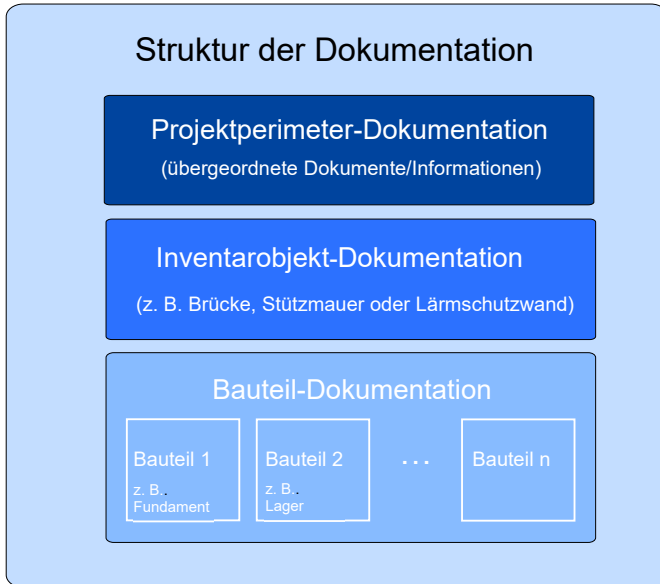 Struktur der Dokumentation
Projektperimeter-Dokumentation
(übergeordnete Dokumente/Informationen)
Inventarobjekt-Dokumentation
(z. B. Brücke, Stützmauer oder Lärmschutzwand)
Bauteil-Dokumentation
Bauteil 1
z. B..
Fundament
Bauteil 2
z. B..
Lager
...
Bauteil n